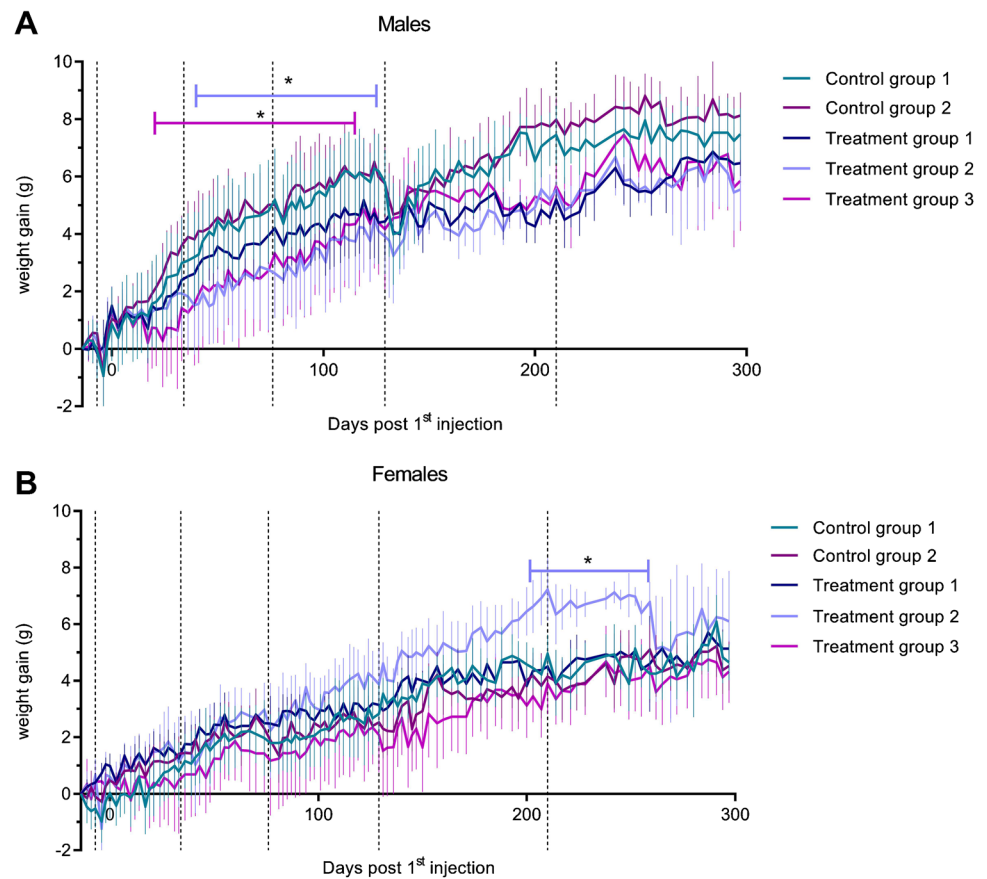 A
Males
10
8
6
4
2
0
-2
weight gain (g)
*
*
0
100
200
300
Days post 1st injection
Control group 1
Control group 2
Treatment group 1
Treatment group 2
Treatment group 3
B
Females
10
8
6
4
2
0
-2
weight gain (g)
*
0
100
200
300
Days post 1st injection
Control group 1
Control group 2
Treatment group 1
Treatment group 2
Treatment group 3